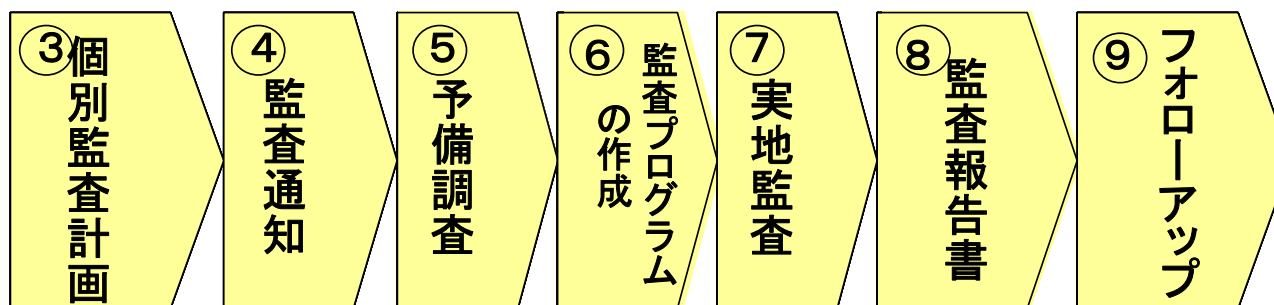 ③
個別監査計画
④
監査通知
⑤
予備調査
⑥
監査プログラム
の作成
⑦
実地監査
⑧
監査報告書
⑨
フォローアップ